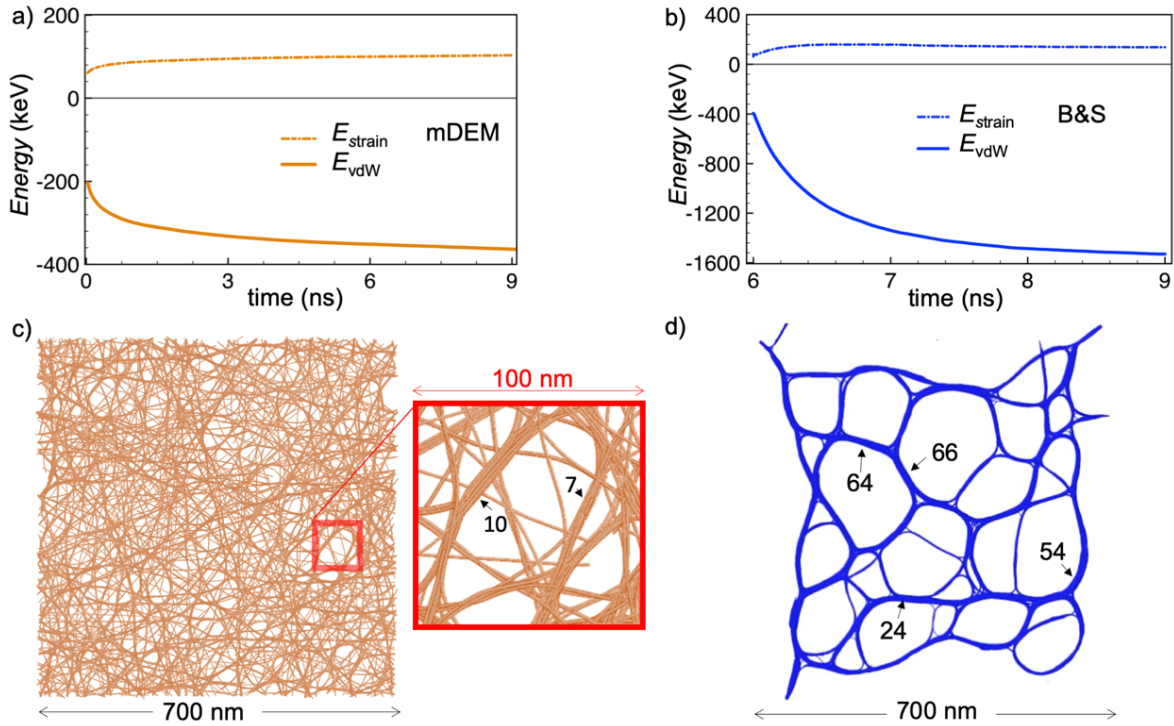 a)
200
0
-200
-400
Energy (keV)
E_strain
E_vdW
mDEM
0
3
6
9
time (ns)
b)
400
0
-400
-800
-1200
-1600
Energy (keV)
E_strain
E_vdW
B&S
6
7
8
9
time (ns)
c)
100 nm
7
10
700 nm
d)
66
64
54
24
700 nm